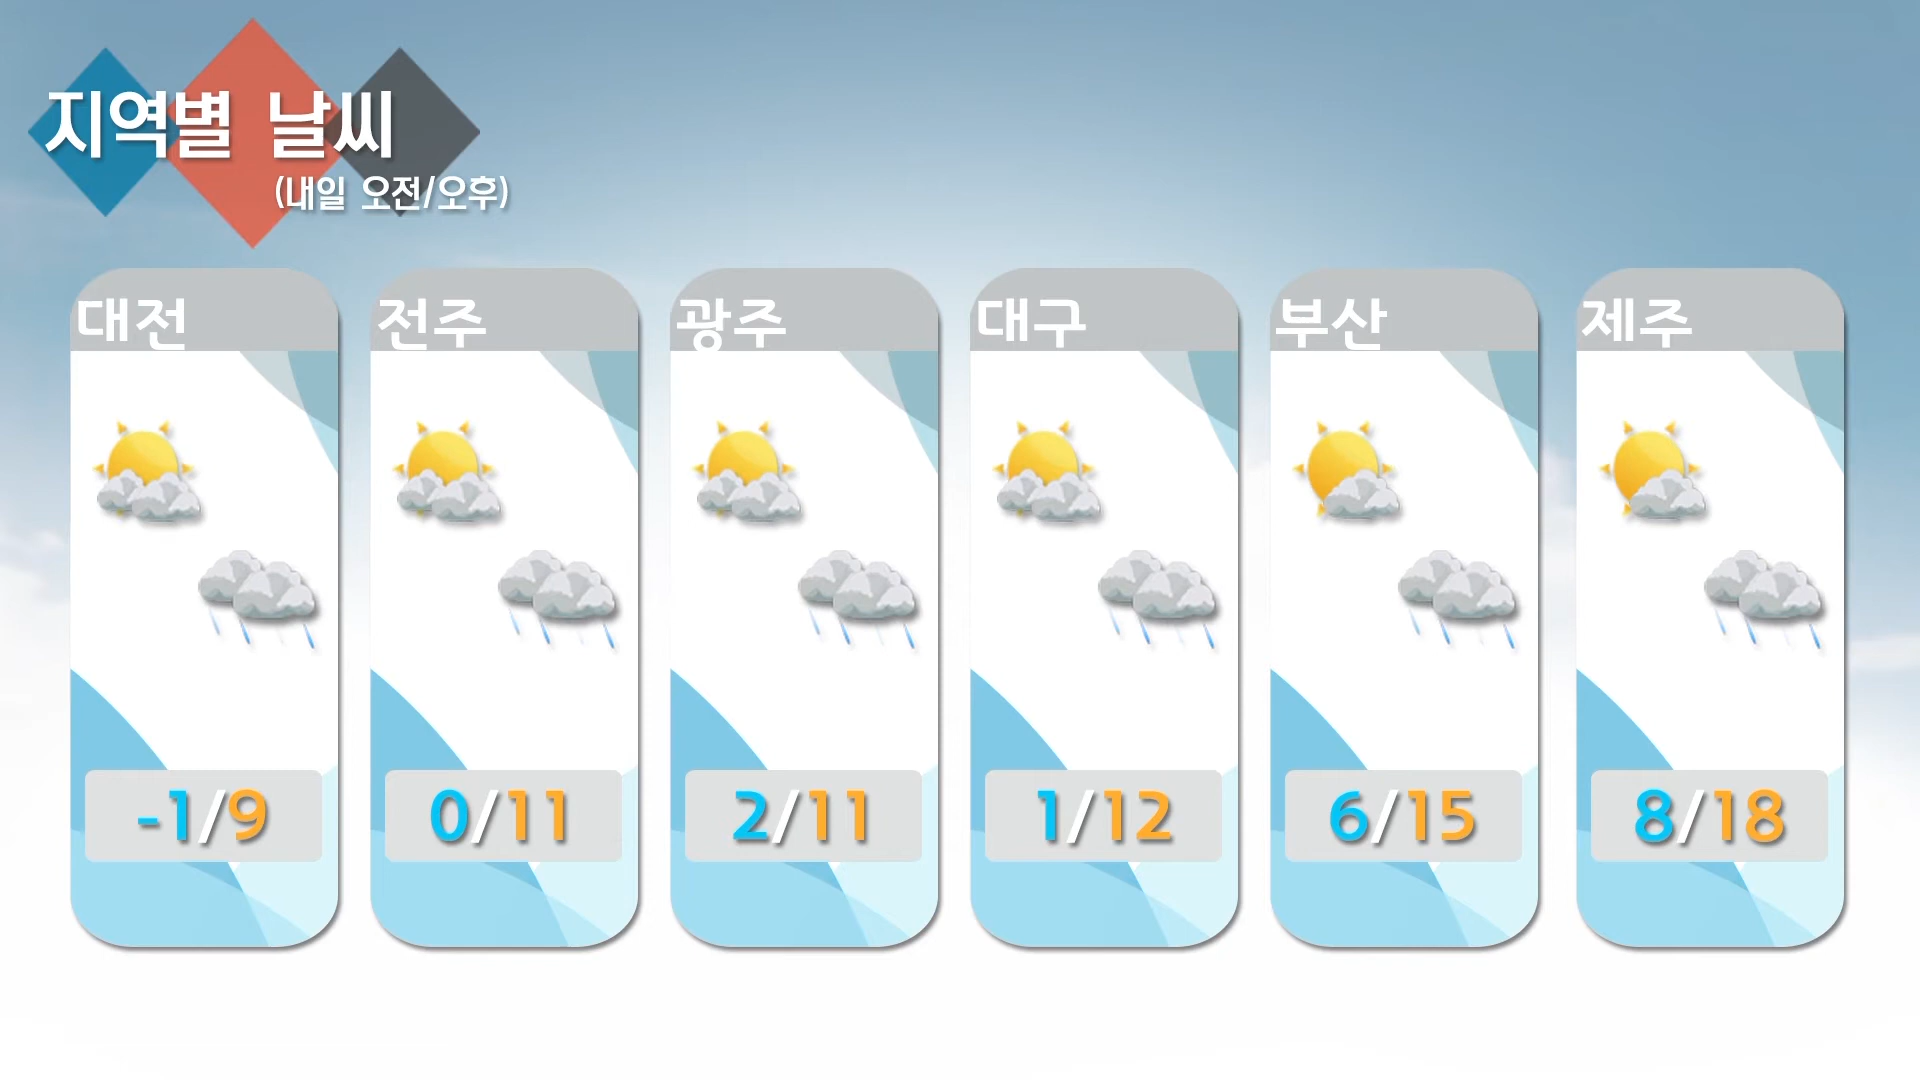 지역별 날씨
(내일 오전/오후)
대전
전주
광주
대구
부산
제주
-1/9
0/11
2/11
1/12
6/15
8/18